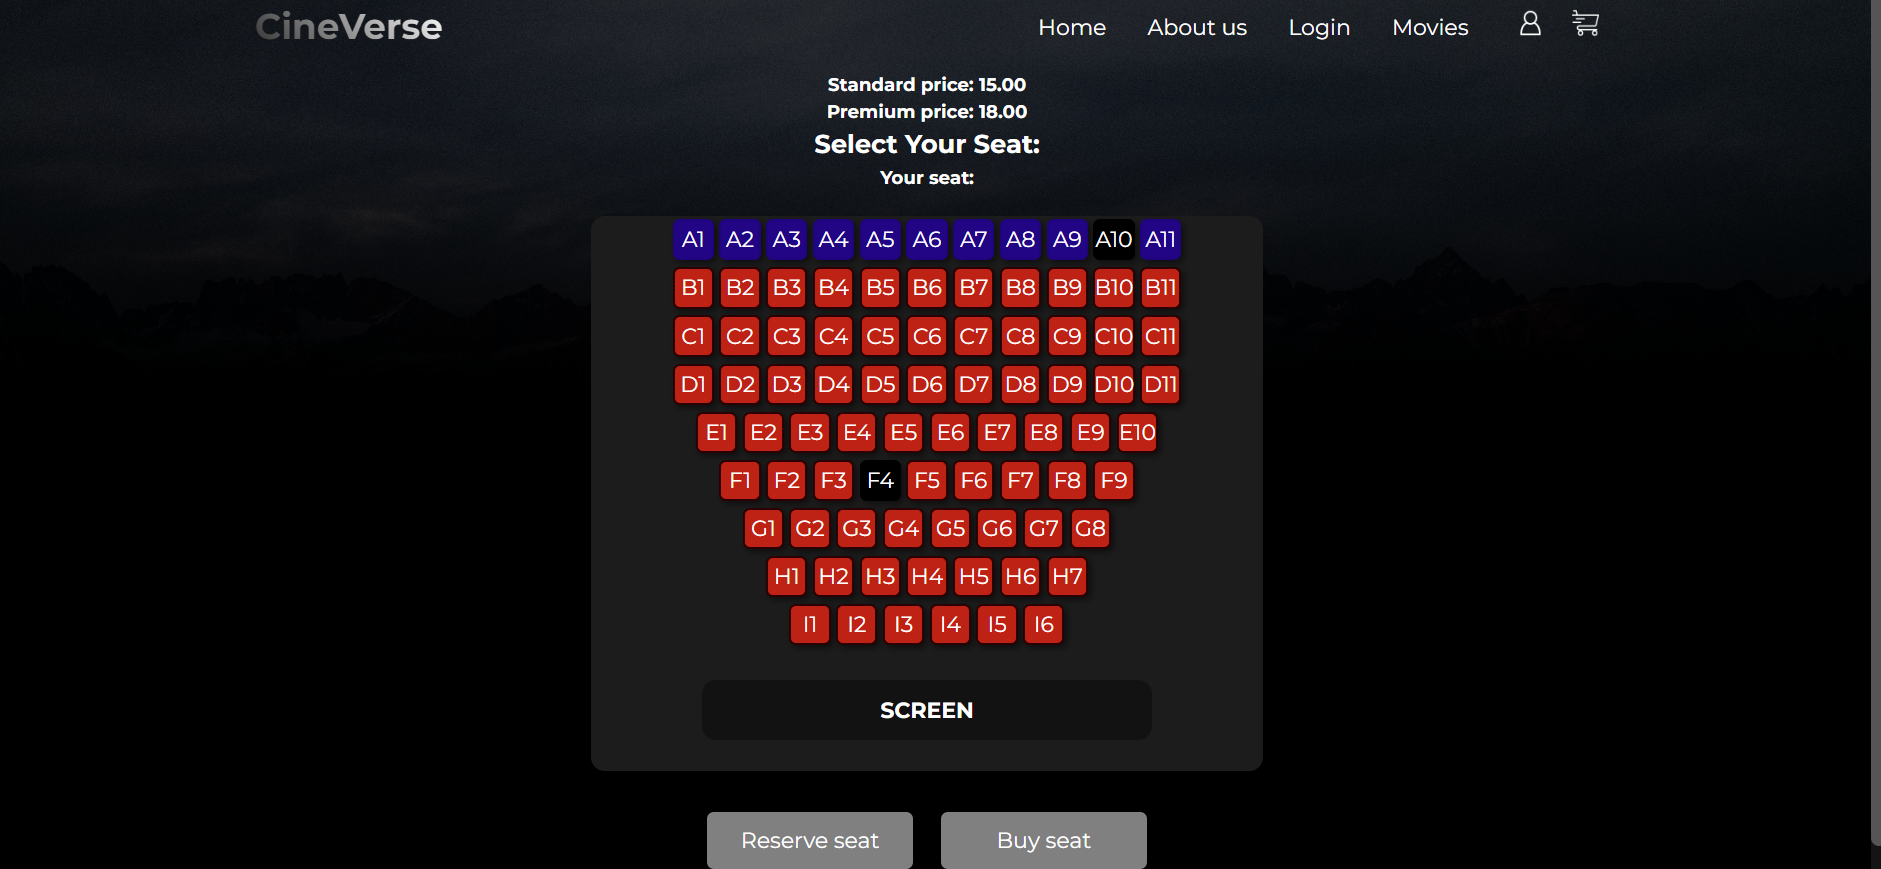 CineVerse Home About us Login Movies
Standard price: 15.00
Premium price: 18.00
Select Your Seat:
Your seat:
A1 A2 A3 A4 A5 A6 A7 A8 A9 A10 A11
B1 B2 B3 B4 B5 B6 B7 B8 B9 B10 B11
C1 C2 C3 C4 C5 C6 C7 C8 C9 C10 C11
D1 D2 D3 D4 D5 D6 D7 D8 D9 D10 D11
E1 E2 E3 E4 E5 E6 E7 E8 E9 E10
F1 F2 F3 F4 F5 F6 F7 F8 F9
G1 G2 G3 G4 G5 G6 G7 G8
H1 H2 H3 H4 H5 H6 H7
I1 I2 I3 I4 I5 I6
SCREEN
Reserve seat Buy seat